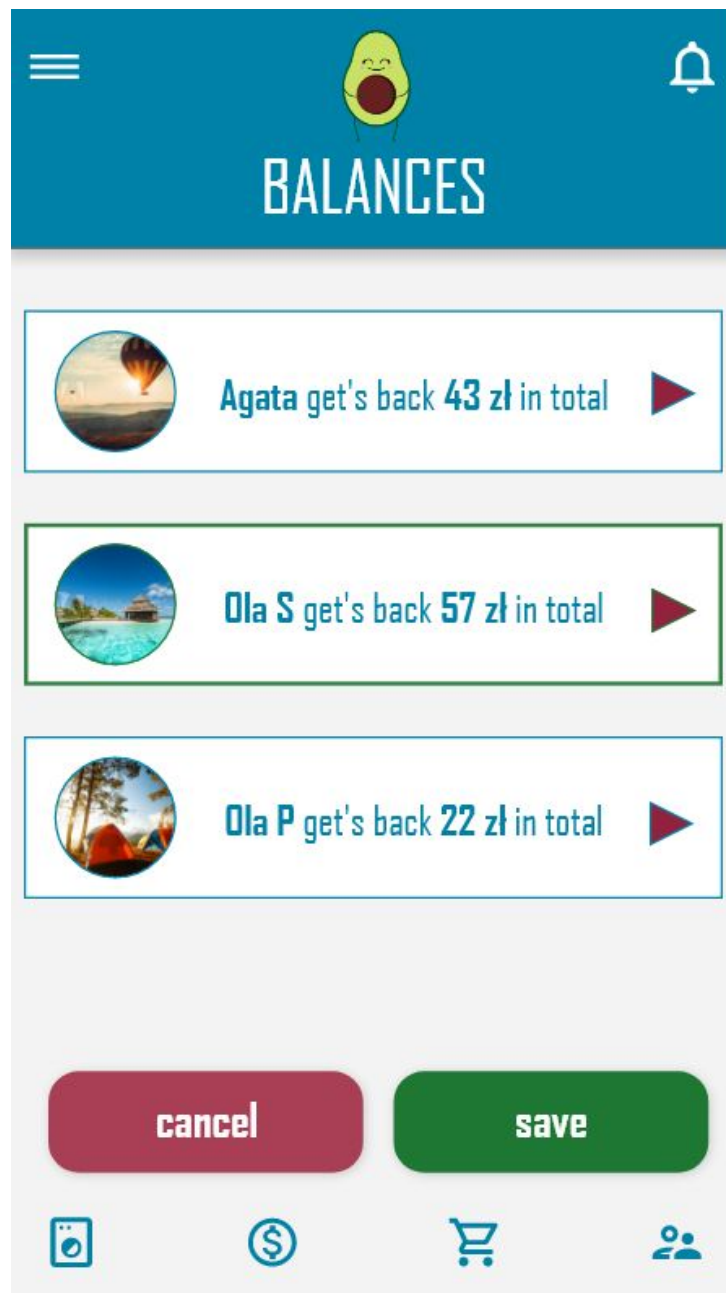 BALANCES
Agata get's back 43 zł in total
Ola S get's back 57 zł in total
Ola P get's back 22 zł in total
cancel save